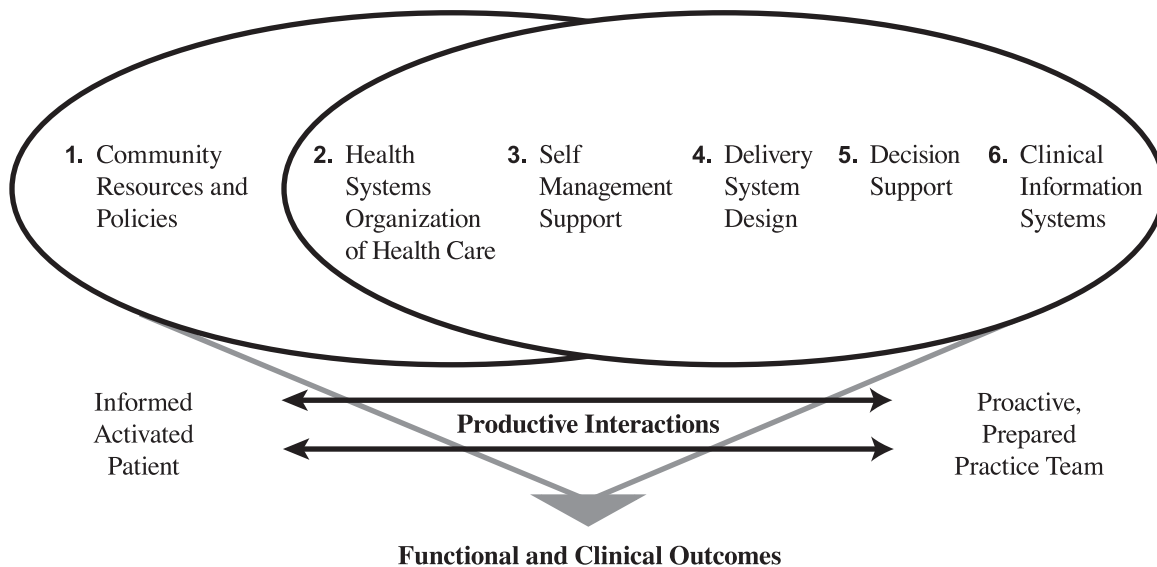 1. Community
Resources and
Policies
2. Health
Systems
Organization
of Health Care
3. Self
Management
Support
4. Delivery
System
Design
5. Decision
Support
6. Clinical
Information
Systems
Informed
Activated
Patient
Productive Interactions
Proactive,
Prepared
Practice Team
Functional and Clinical Outcomes